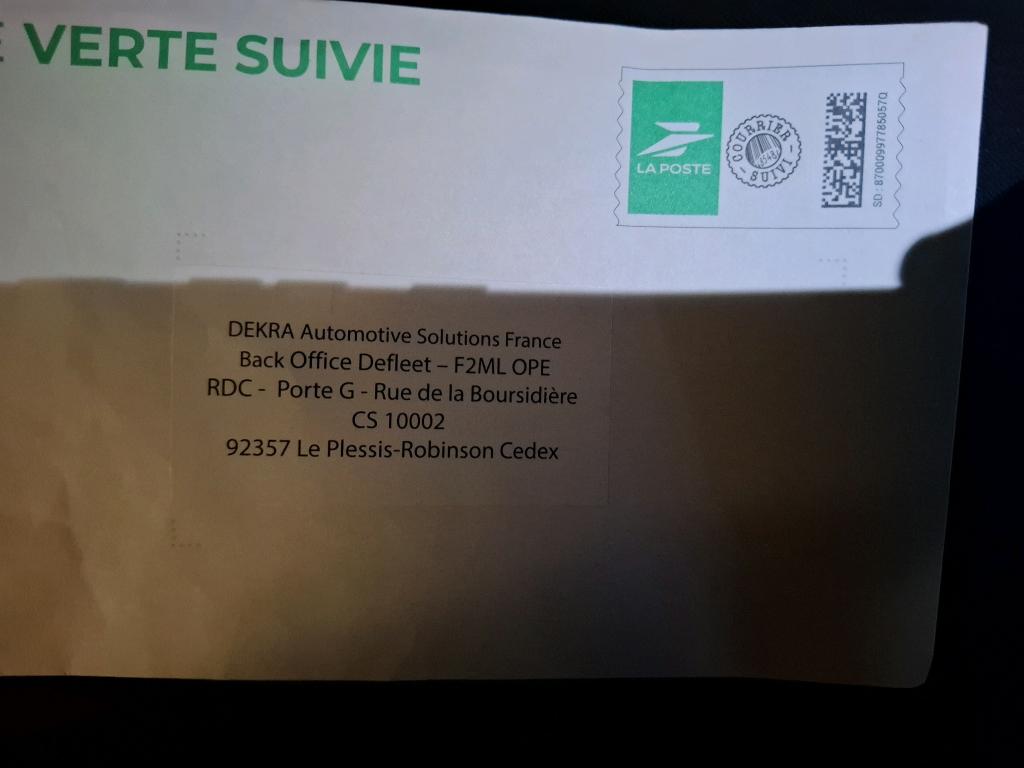 VERTE SUIVIE
LA POSTE
COURRIER
SUIVI
SD : 87000997785057Q
DEKRA Automotive Solutions France
Back Office Defleet – F2ML OPE
RDC - Porte G - Rue de la Boursidière
CS 10002
92357 Le Plessis-Robinson Cedex